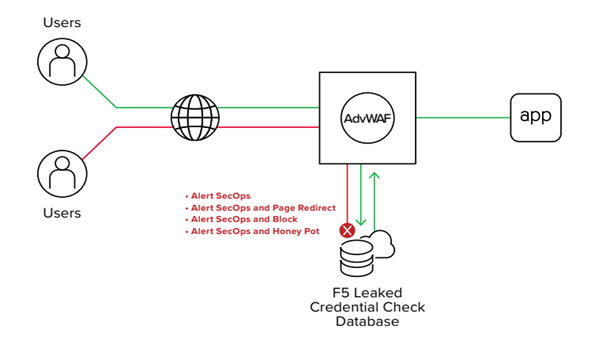 Users
AdvWAF
app
Users
• Alert SecOps
• Alert SecOps and Page Redirect
• Alert SecOps and Block
• Alert SecOps and Honey Pot
X
F5 Leaked
Credential Check
Database